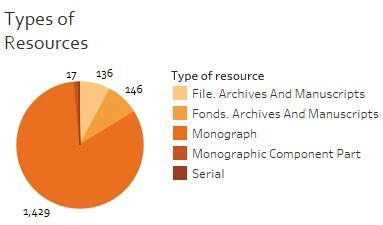 Types of
Resources
17
136
146
1,429
Type of resource
File. Archives And Manuscripts
Fonds. Archives And Manuscripts
Monograph
Monographic Component Part
Serial